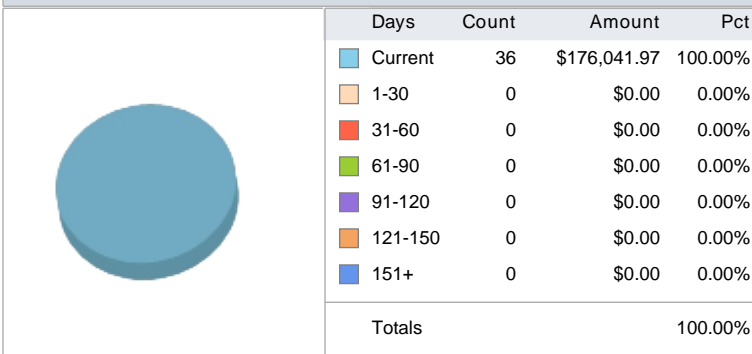 Days Count Amount Pct
Current 36 $176,041.97 100.00%
1-30 0 $0.00 0.00%
31-60 0 $0.00 0.00%
61-90 0 $0.00 0.00%
91-120 0 $0.00 0.00%
121-150 0 $0.00 0.00%
151+ 0 $0.00 0.00%
Totals 100.00%